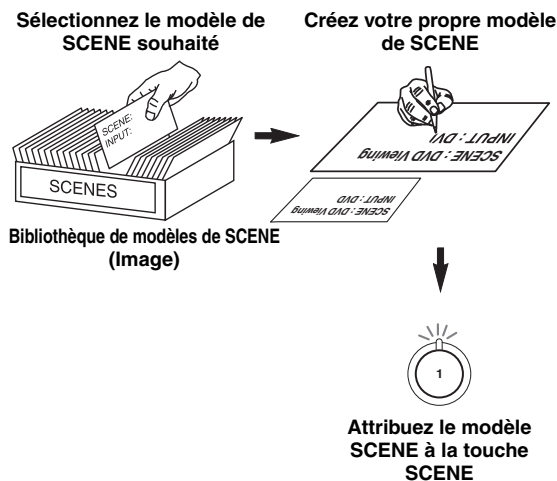 Sélectionnez le modèle de
SCENE souhaité
Créez votre propre modèle
de SCENE
SCENE:
INPUT:
SCENES
SCENE : DVD Viewing
INPUT : DV
SCENE : DVD Viewing
INPUT : DVD
Bibliothèque de modèles de SCENE
(Image)
1
Attribuez le modèle
SCENE à la touche
SCENE